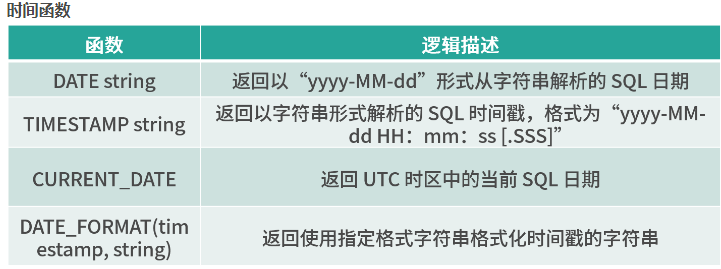 时间函数
函数 逻辑描述
DATE string 返回以“yyyy-MM-dd”形式从字符串解析的 SQL 日期
TIMESTAMP string 返回以字符串形式解析的 SQL 时间戳，格式为“yyyy-MM-
dd HH：mm：ss [.SSS]”
CURRENT_DATE 返回 UTC 时区中的当前 SQL 日期
DATE_FORMAT(tim
estamp, string) 返回使用指定格式字符串格式化时间戳的字符串